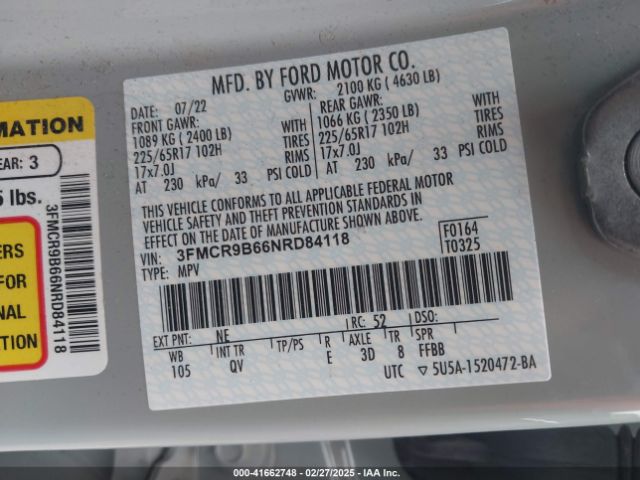 MFD. BY FORD MOTOR CO.
DATE: 07/22 GVWR: 2100 KG ( 4630 LB)
FRONT GAWR: REAR GAWR:
1089 KG ( 2400 LB) WITH 1066 KG ( 2350 LB) WITH
225/65R17 102H TIRES 225/65R17 102H TIRES
17x7.0J RIMS 17x7.0J RIMS
AT 230 kPa/ 33 PSI COLD AT 230 kPa/ 33 PSI COLD
THIS VEHICLE CONFORMS TO ALL APPLICABLE FEDERAL MOTOR
VEHICLE SAFETY AND THEFT PREVENTION STANDARDS IN
EFFECT ON THE DATE OF MANUFACTURE SHOWN ABOVE.
VIN: 3FMCR9B66NRD84118 F0164
TYPE: MPV T0325
EXT PNT: NE RC: 52 DSO:
WB INT TR TP/PS R AXLE TR SPR
105 QV E 3D 8 FFBB
UTC ▽ 5U5A-1520472-BA
RMATION
EAR: 3
5 lbs.
ERS
FOR
NAL
TION
3FMCR9B66NRD84118
000-41662748 - 02/27/2025 - IAA Inc.